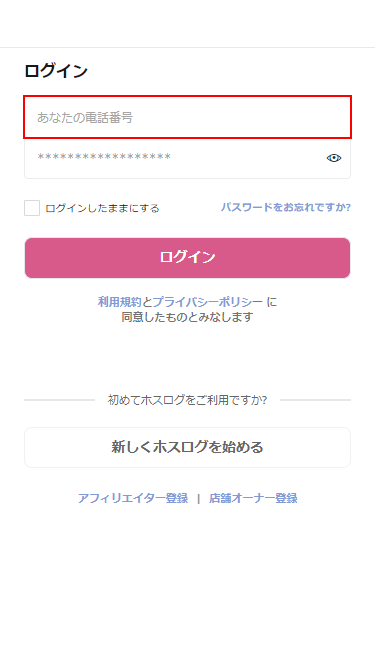 ログイン
あなたの電話番号
******************
ログインしたままにする
パスワードをお忘れですか?
ログイン
利用規約とプライバシーポリシー に
同意したものとみなします
初めてホスログをご利用ですか?
新しくホスログを始める
アフィリエイター登録 | 店舗オーナー登録